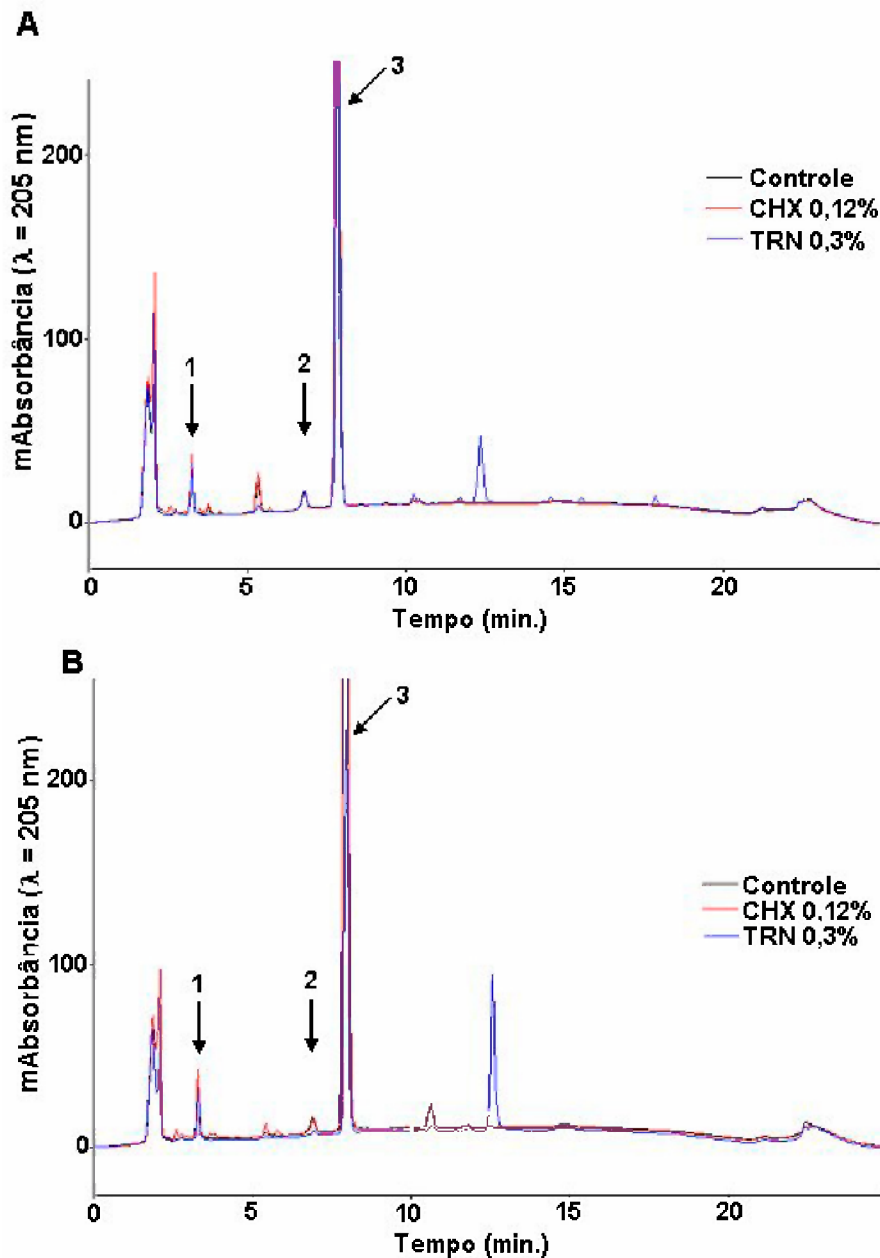 A
mAbsorbância (λ = 205 nm)
200
100
0
1
2
3
Controle
CHX 0,12%
TRN 0,3%
0 5 10 15 20
Tempo (min.)
B
mAbsorbância (λ = 205 nm)
200
100
0
1
2
3
Controle
CHX 0,12%
TRN 0,3%
0 5 10 15 20
Tempo (min.)